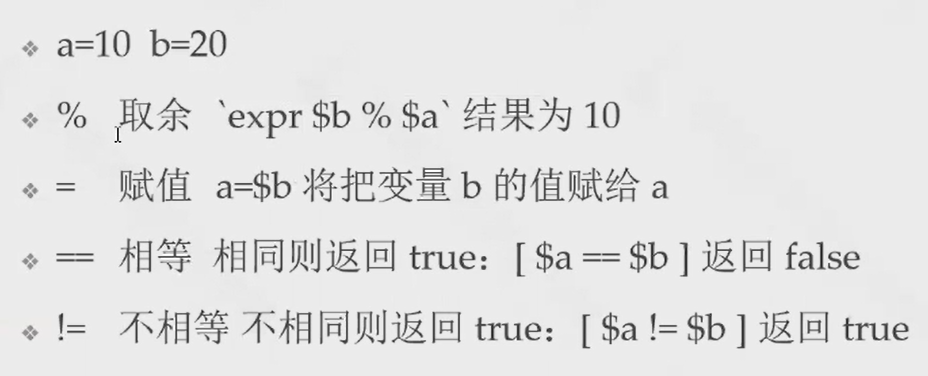 ❖ a=10 b=20
❖ % 取余 `expr $b % $a` 结果为 10
❖ = 赋值 a=$b 将把变量 b 的值赋给 a
❖ == 相等 相同则返回 true：[ $a == $b ] 返回 false
❖ != 不相等 不相同则返回 true：[ $a != $b ] 返回 true